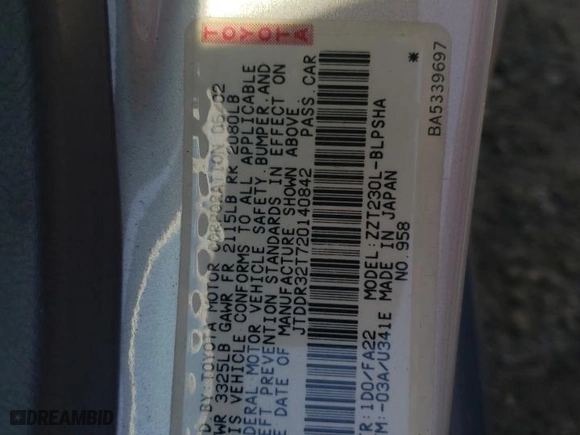 TOYOTA
D BY TOYOTA MOTOR CORPORATION 05/02
WR 3325LB GAWR FR 2115LB RR 2080LB
IS VEHICLE CONFORMS TO ALL APPLICABLE
DERAL MOTOR VEHICLE SAFETY, BUMPER, AND
EFT PREVENTION STANDARDS IN EFFECT ON
E DATE OF MANUFACTURE SHOWN ABOVE.
JTDDR32T720140842 PASS.CAR
*
TR:1D0/FA22 MODEL:ZZT230L-BLPSHA
M:-03A/U341E MADE IN JAPAN
NO.958
BA5339697
DREAMBID